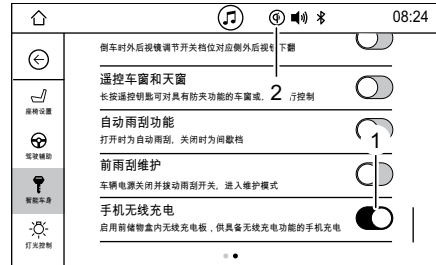 08:24
倒车时外后视镜调节开关档位对应侧外后视 下翻
遥控车窗和天窗
长按遥控钥匙可对具有防夹功能的车窗或 行控制
2
座椅设置
自动雨刮功能
打开时为自动雨刮，关闭时为间歇档
1
驾驶辅助
前雨刮维护
车辆电源关闭并拨动雨刮开关，进入维护模式
智能车身
手机无线充电
启用前储物盒内无线充电板，供具备无线充电功能的手机充电
灯光控制